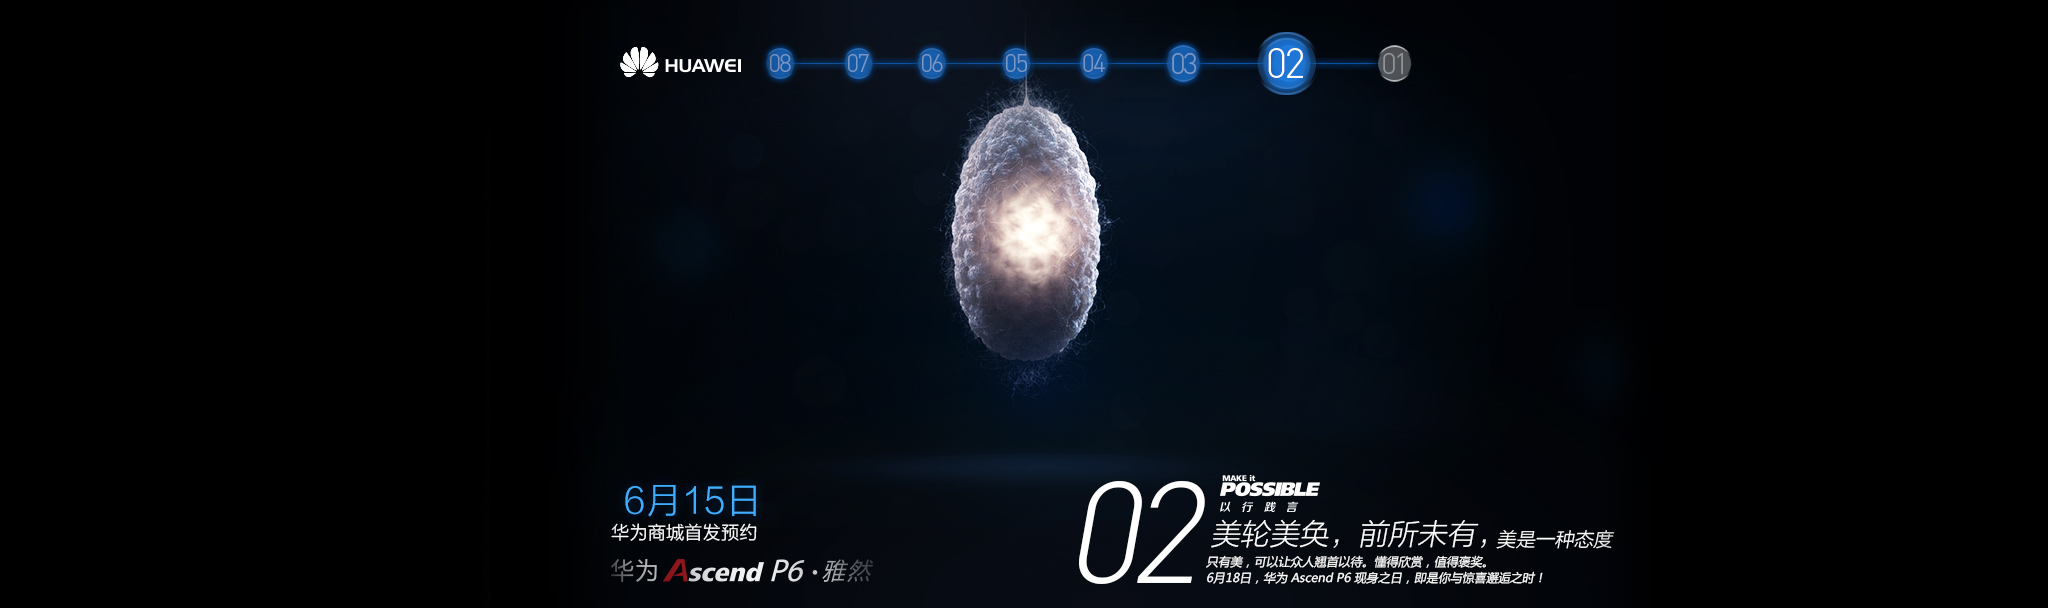 HUAWEI 08 07 06 05 04 03 02 01
6月15日
华为商城首发预约
华为 Ascend P6·雅然
02
MAKE it
POSSIBLE
以行践言
美轮美奂，前所未有，美是一种态度
只有美，可以让众人翘首以待。懂得欣赏，值得褒奖。
6月18日，华为 Ascend P6 现身之日，即是你与惊喜邂逅之时！